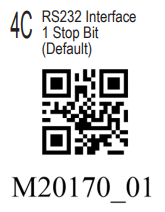 4C RS232 Interface
1 Stop Bit
(Default)
M20170_01